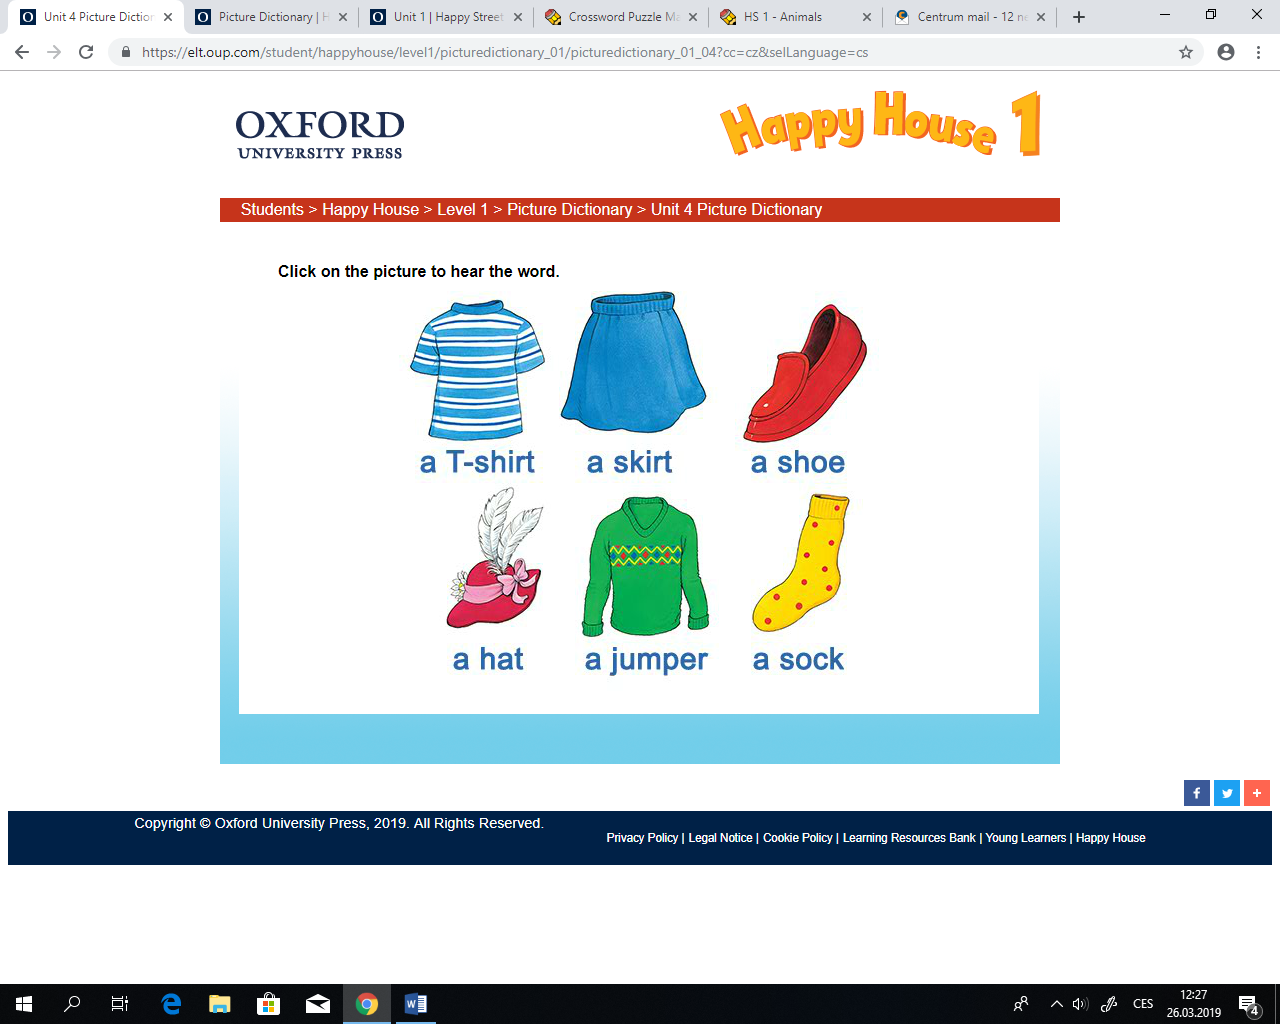 Unit 4 Picture Diction
Picture Dictionary | H
Unit 1 | Happy Street
Crossword Puzzle Ma
HS 1 - Animals
Centrum mail - 12 ne
https://elt.oup.com/student/happyhouse/level1/picturedictionary_01/picturedictionary_01_04?cc=cz&selLanguage=cs
OXFORD
UNIVERSITY PRESS
Happy House 1
Students > Happy House > Level 1 > Picture Dictionary > Unit 4 Picture Dictionary
Click on the picture to hear the word.
a T-shirt
a skirt
a shoe
a hat
a jumper
a sock
Copyright © Oxford University Press, 2019. All Rights Reserved.
Privacy Policy | Legal Notice | Cookie Policy | Learning Resources Bank | Young Learners | Happy House
CES
12:27
26.03.2019
4